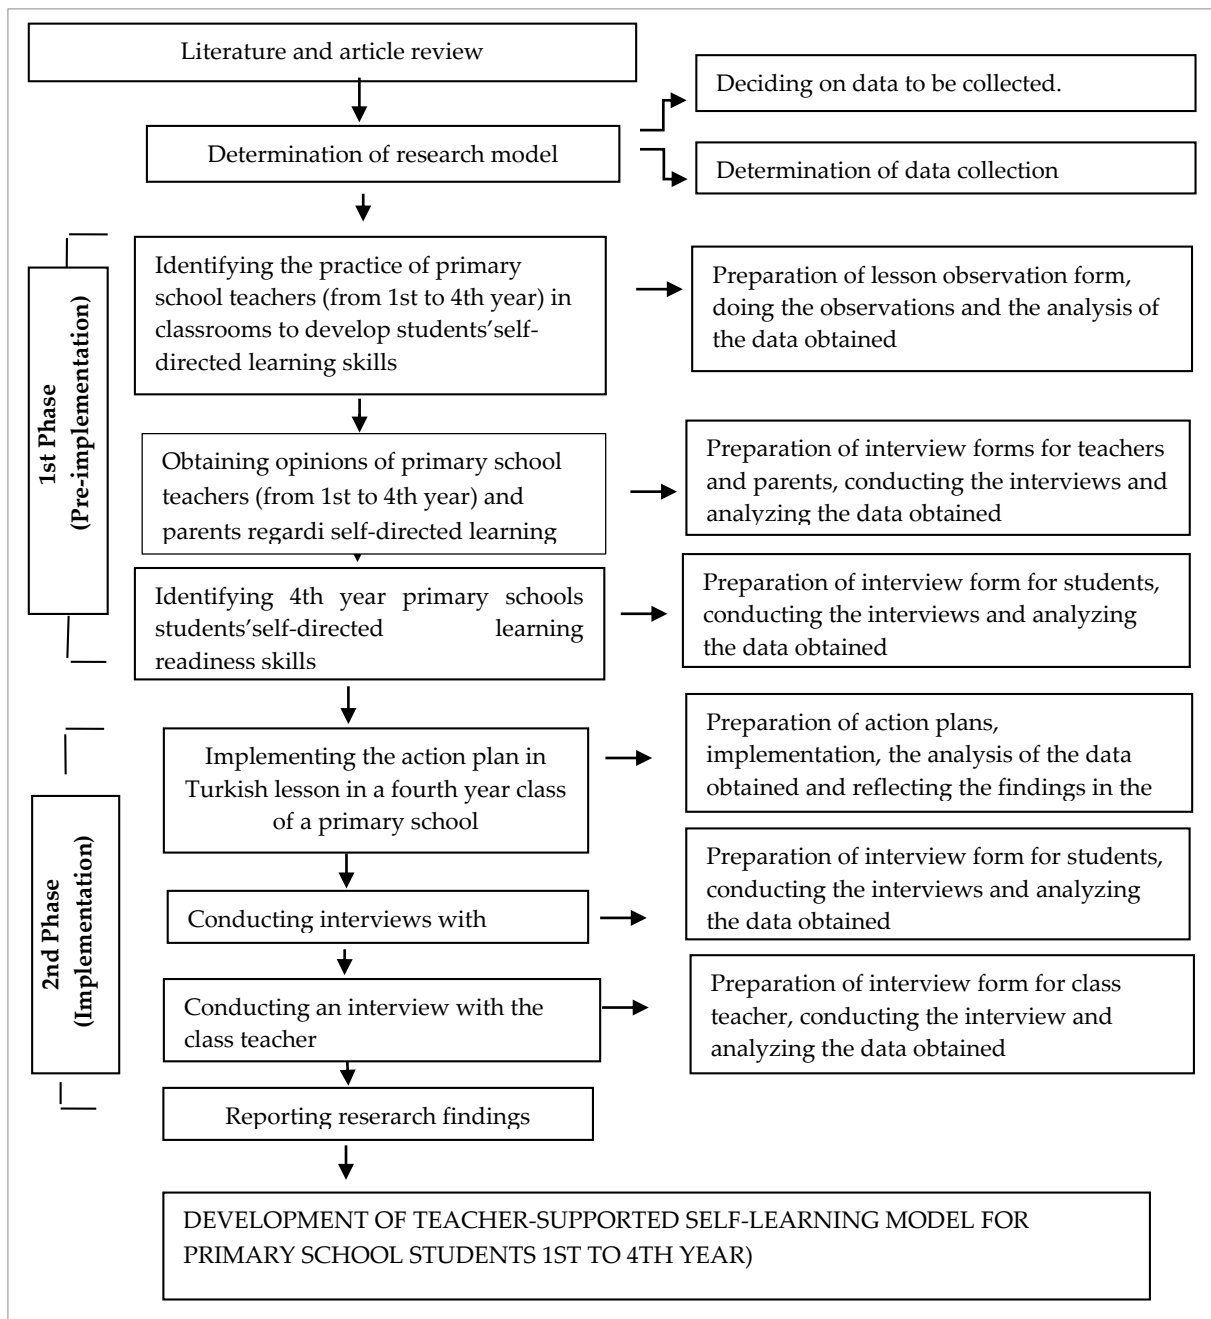 Literature and article review
Deciding on data to be collected.
Determination of research model
Determination of data collection
1st Phase
(Pre-implementation)
Identifying the practice of primary
school teachers (from 1st to 4th year) in
classrooms to develop students'self-
directed learning skills
Preparation of lesson observation form,
doing the observations and the analysis of
the data obtained
Obtaining opinions of primary school
teachers (from 1st to 4th year) and
parents regardi self-directed learning
Preparation of interview forms for teachers
and parents, conducting the interviews and
analyzing the data obtained
Identifying 4th year primary schools
students'self-directed learning
readiness skills
Preparation of interview form for students,
conducting the interviews and analyzing
the data obtained
2nd Phase
(Implementation)
Implementing the action plan in
Turkish lesson in a fourth year class
of a primary school
Preparation of action plans,
implementation, the analysis of the data
obtained and reflecting the findings in the
Conducting interviews with
Preparation of interview form for students,
conducting the interviews and analyzing
the data obtained
Conducting an interview with the
class teacher
Preparation of interview form for class
teacher, conducting the interview and
analyzing the data obtained
Reporting reserarch findings
DEVELOPMENT OF TEACHER-SUPPORTED SELF-LEARNING MODEL FOR
PRIMARY SCHOOL STUDENTS 1ST TO 4TH YEAR)